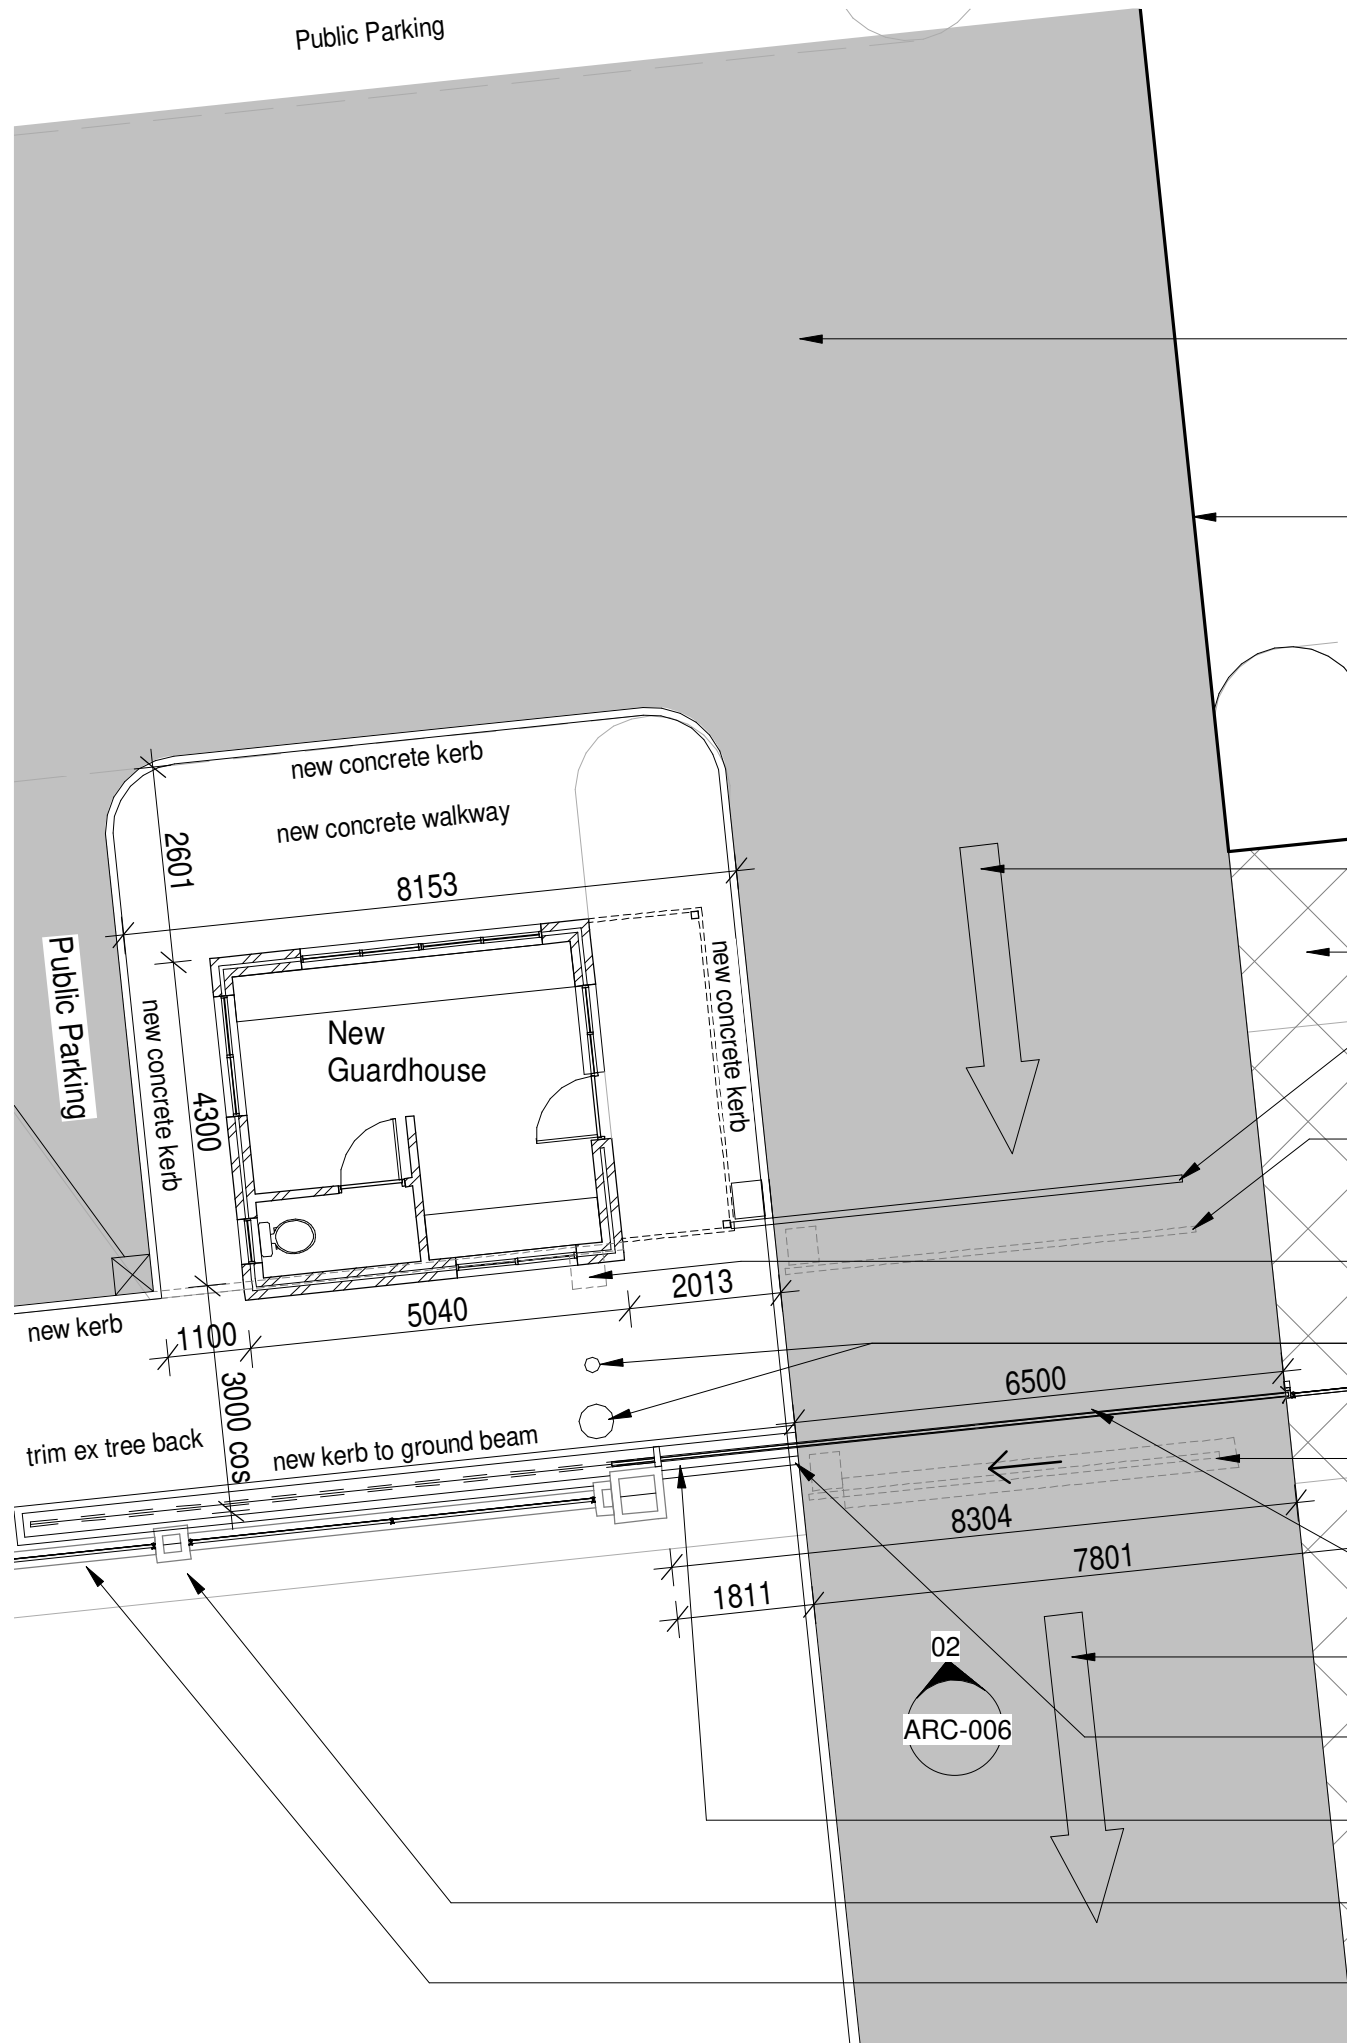 Public Parking
new concrete kerb
new concrete walkway
2601
8153
Public Parking
new concrete kerb
new concrete kerb
New
Guardhouse
4300
2013
5040
new kerb
1100
6500
3000 cos
trim ex tree back
new kerb to ground beam
8304
7801
1811
02
ARC-006